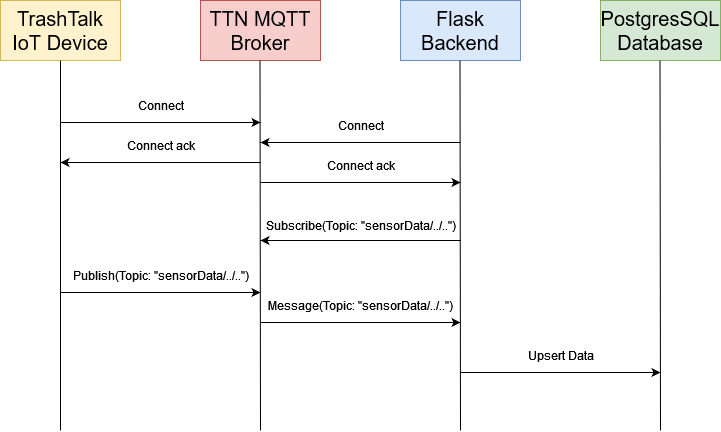 TrashTalk
IoT Device
TTN MQTT
Broker
Flask
Backend
PostgresSQL
Database
Connect
Connect
Connect ack
Connect ack
Subscribe(Topic: "sensorData/../..")
Publish(Topic: "sensorData/../..")
Message(Topic: "sensorData/../..")
Upsert Data